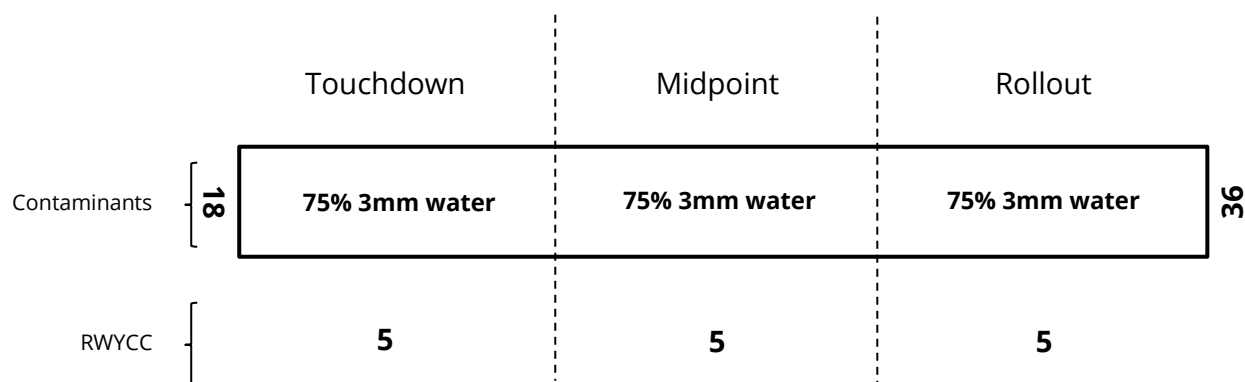 Touchdown Midpoint Rollout
Contaminants 18 75% 3mm water 75% 3mm water 75% 3mm water 36
RWYCC 5 5 5